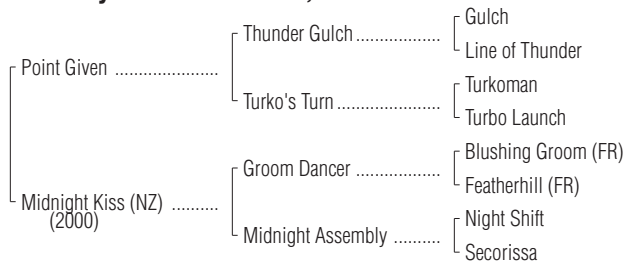 Gulch
Thunder Gulch ....................
Line of Thunder
Point Given ......................
Turkoman
Turko's Turn ......................
Turbo Launch
Blushing Groom (FR)
Groom Dancer ..................
Featherhill (FR)
Midnight Kiss (NZ) ..........
(2000)
Night Shift
Midnight Assembly ..........
Secorissa